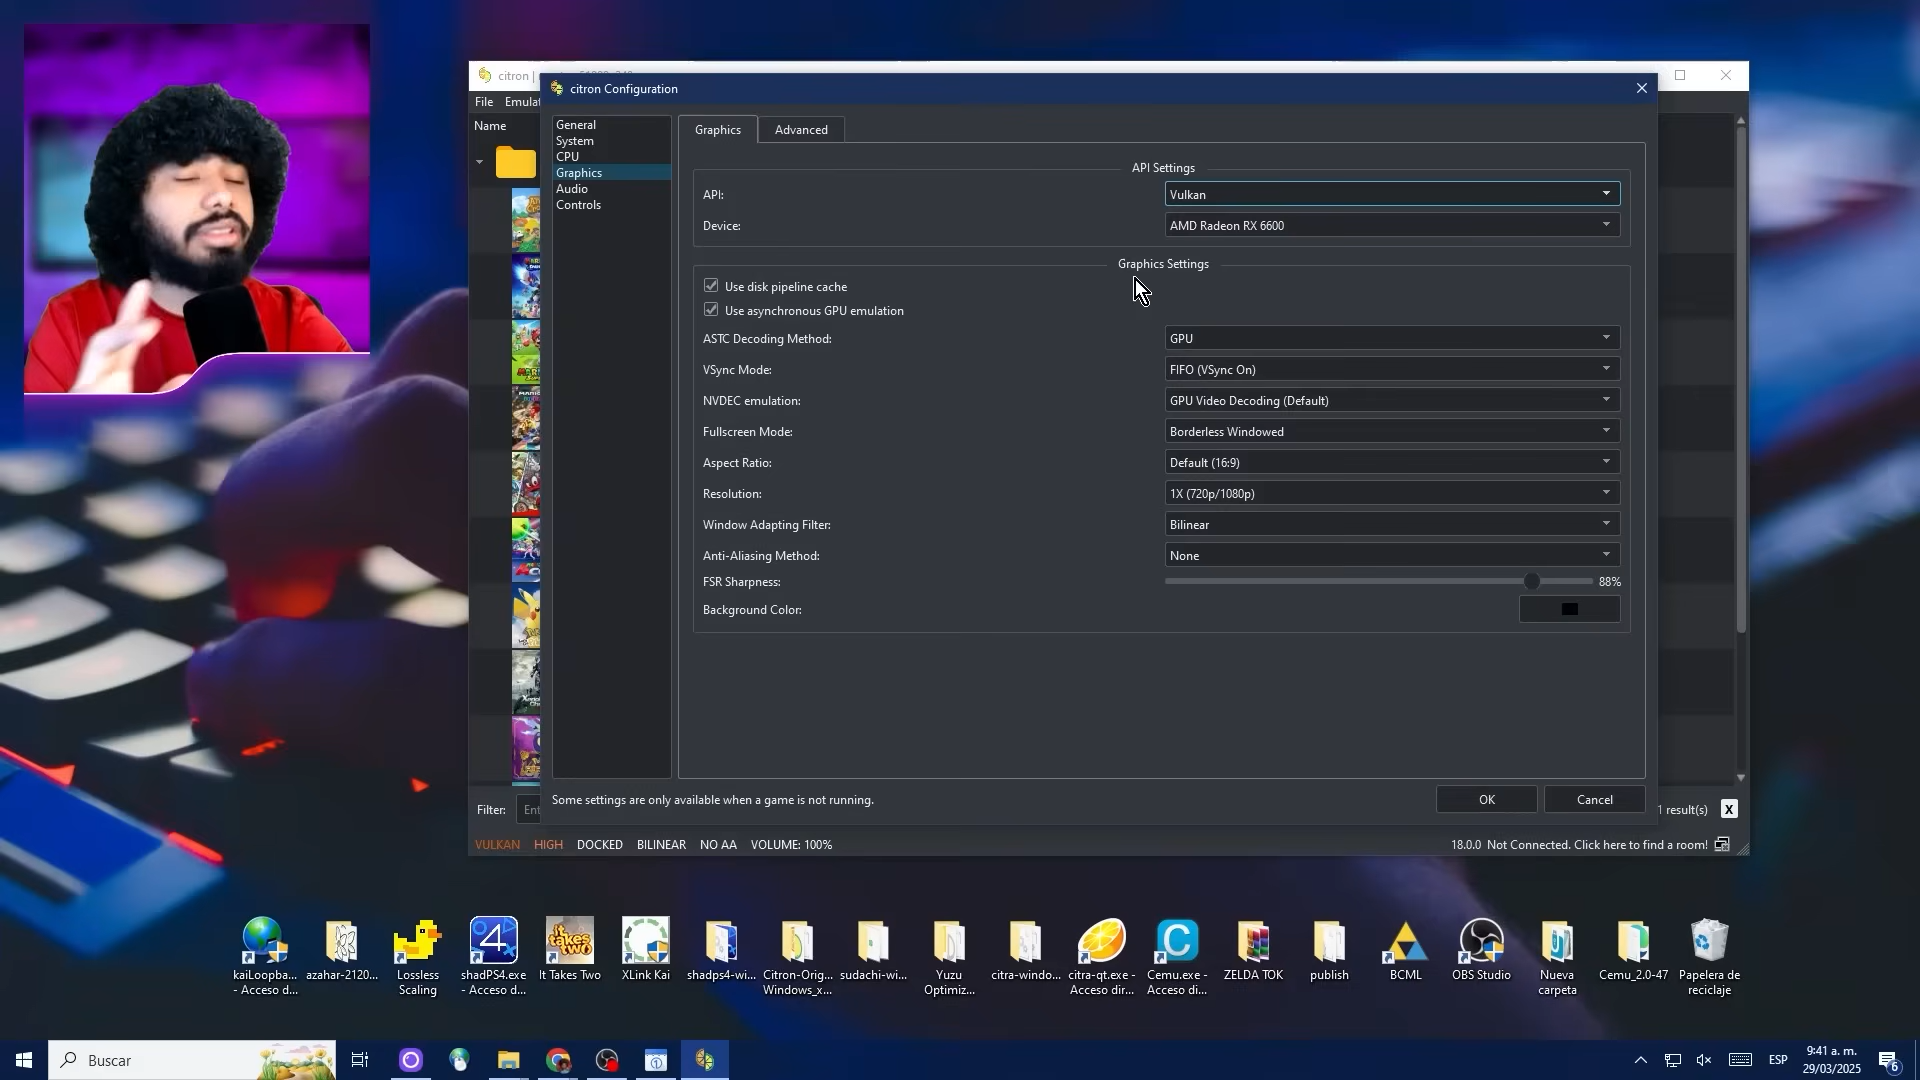 citron |
citron Configuration
File Emulat
Name
General
System
CPU
Graphics
Audio
Controls
Graphics
Advanced
API Settings
API:
Vulkan
Device:
AMD Radeon RX 6600
Graphics Settings
Use disk pipeline cache
Use asynchronous GPU emulation
ASTC Decoding Method:
GPU
VSync Mode:
FIFO (VSync On)
NVDEC emulation:
GPU Video Decoding (Default)
Fullscreen Mode:
Borderless Windowed
Aspect Ratio:
Default (16:9)
Resolution:
1X (720p/1080p)
Window Adapting Filter:
Bilinear
Anti-Aliasing Method:
None
FSR Sharpness:
88%
Background Color:
Some settings are only available when a game is not running.
OK
Cancel
Filter:
Ent
1 result(s)
X
VULKAN HIGH DOCKED BILINEAR NO AA VOLUME: 100%
18.0.0 Not Connected. Click here to find a room!
kaiLoopba...
- Acceso d...
azahar-2120...
Lossless
Scaling
shadPS4.exe
- Acceso d...
It Takes Two
XLink Kai
shadps4-wi...
Citron-Orig...
Windows_x...
sudachi-wi...
Yuzu
Optimiz...
citra-windo...
citra-qt.exe -
Acceso dir...
Cemu.exe -
Acceso di...
ZELDA TOK
publish
BCML
OBS Studio
Nueva
carpeta
Cemu_2.0-47
Papelera de
reciclaje
Buscar
ESP
9:41 a. m.
29/03/2025
6